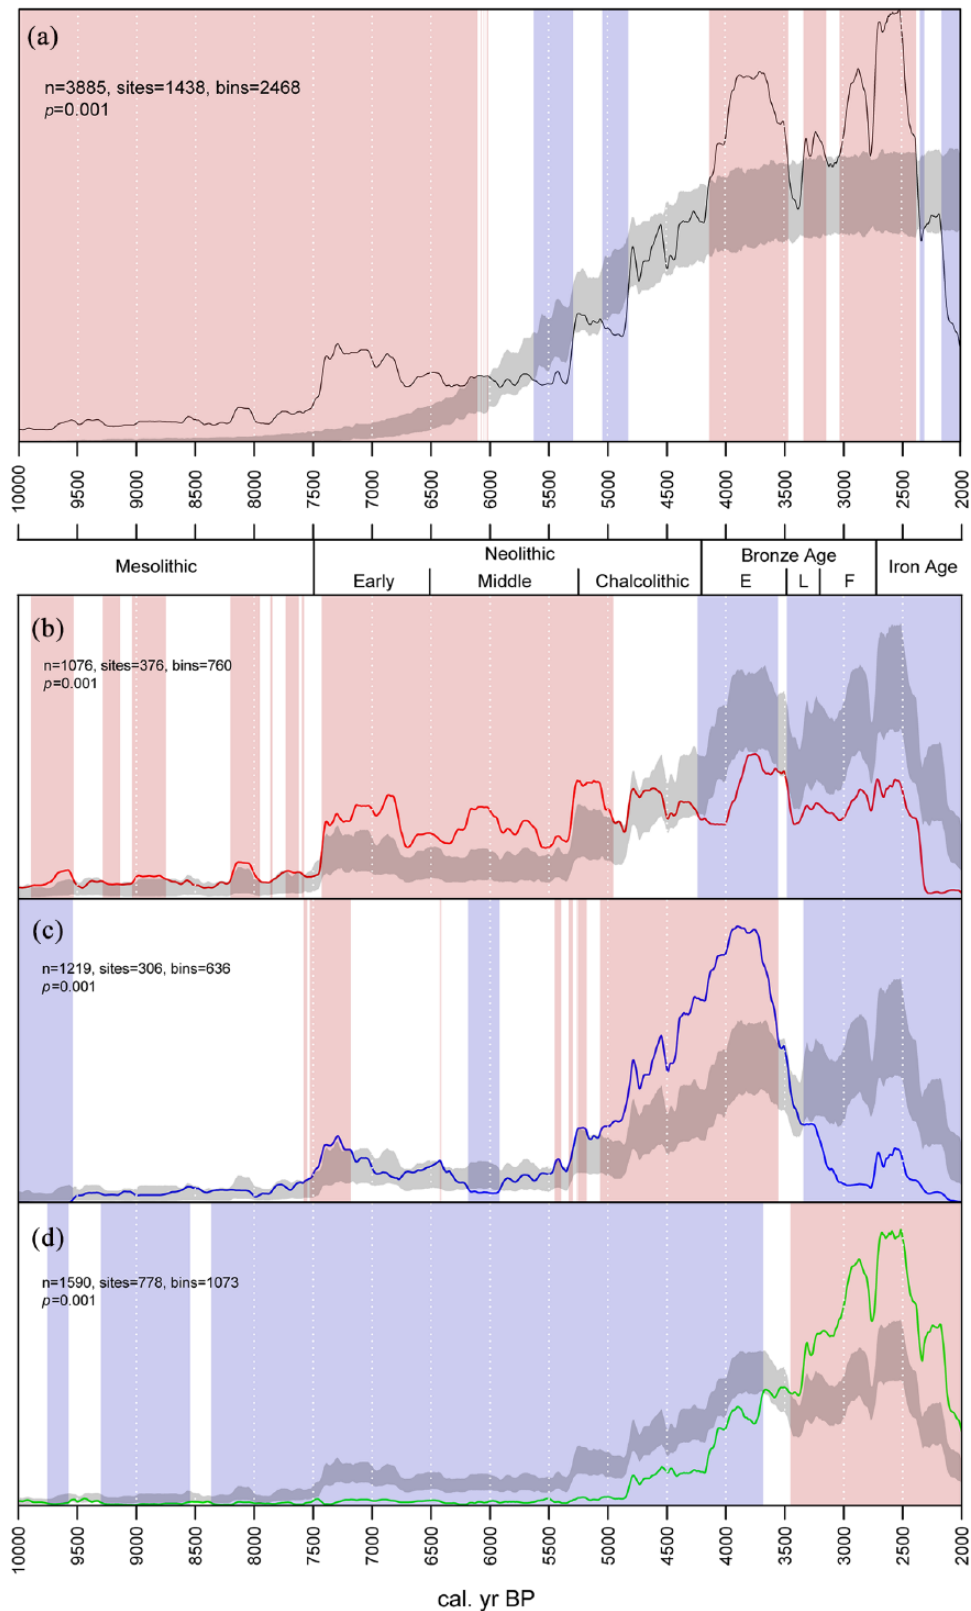 (a)
n=3885, sites=1438, bins=2468
p=0.001
10000 9500 9000 8500 8000 7500 7000 6500 6000 5500 5000 4500 4000 3500 3000 2500 2000
Mesolithic Neolithic Bronze Age Iron Age
Early Middle Chalcolithic E L F
(b)
n=1076, sites=376, bins=760
p=0.001
(c)
n=1219, sites=306, bins=636
p=0.001
(d)
n=1590, sites=778, bins=1073
p=0.001
10000 9500 9000 8500 8000 7500 7000 6500 6000 5500 5000 4500 4000 3500 3000 2500 2000
cal. yr BP